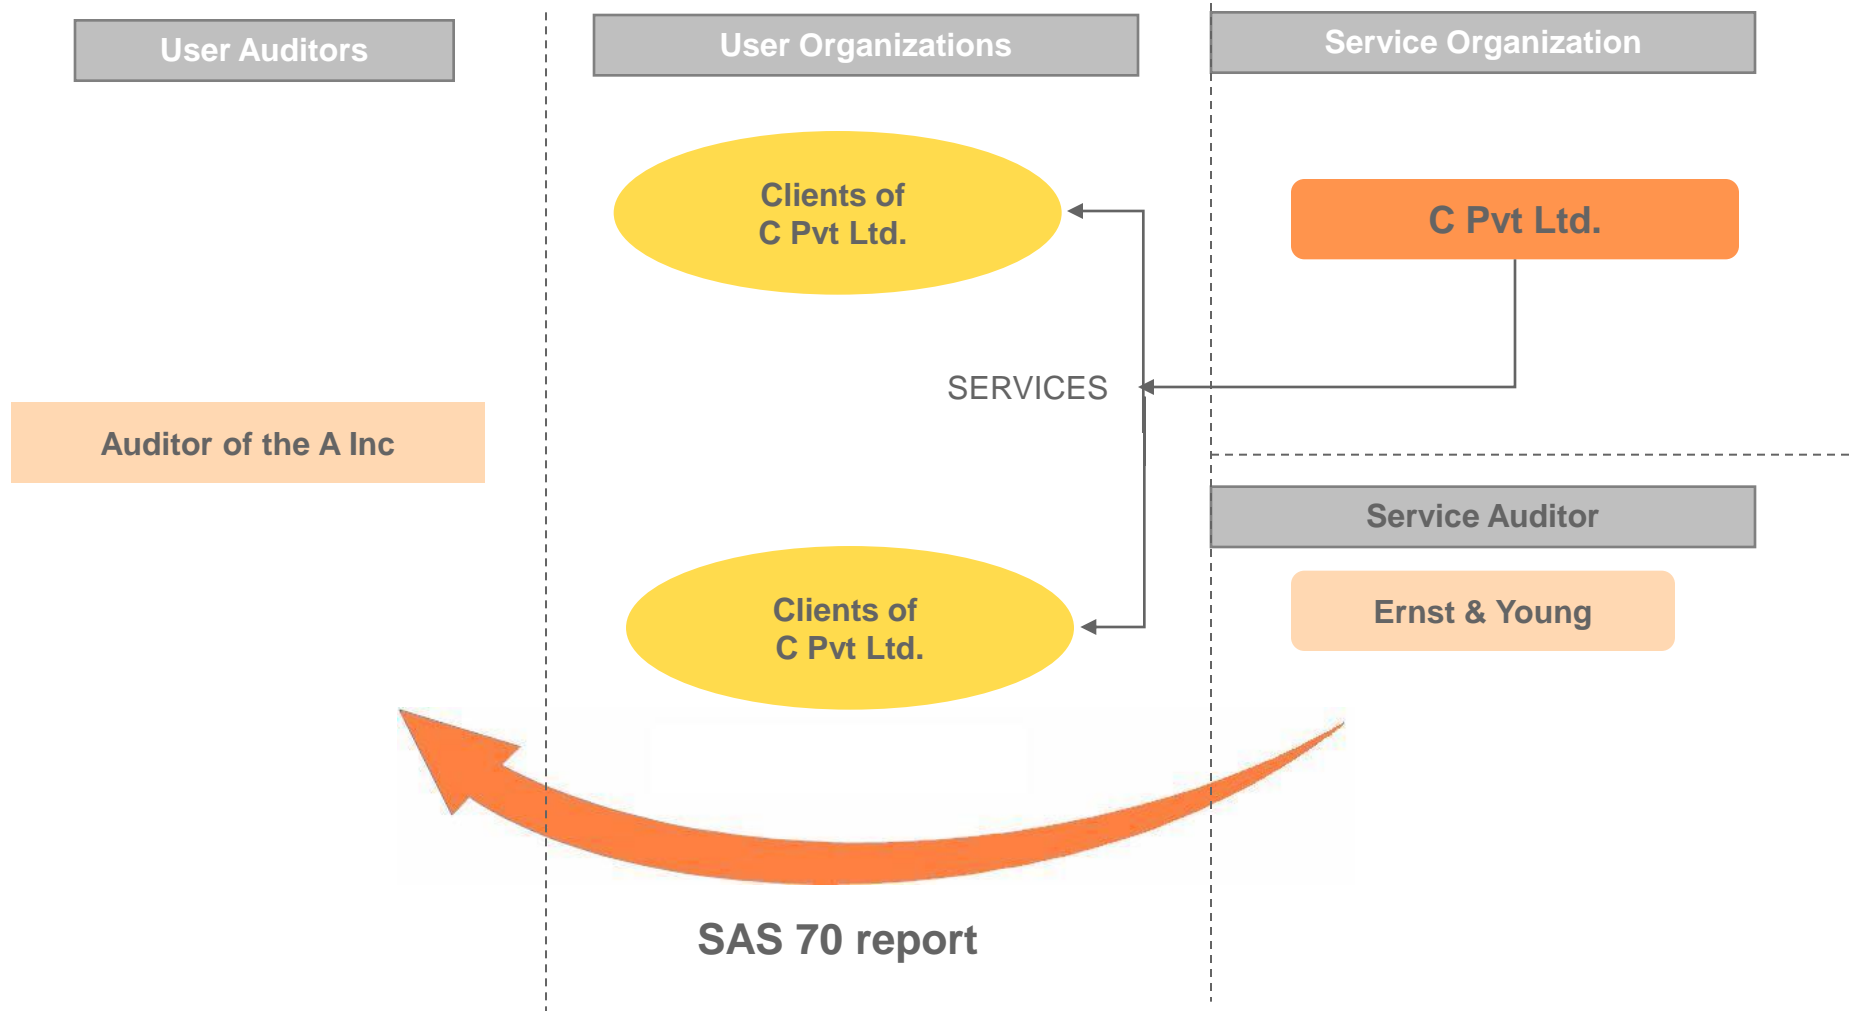 User Auditors
User Organizations
Service Organization
Clients of
C Pvt Ltd.
C Pvt Ltd.
SERVICES
Auditor of the A Inc
Service Auditor
Clients of
C Pvt Ltd.
Ernst & Young
SAS 70 report